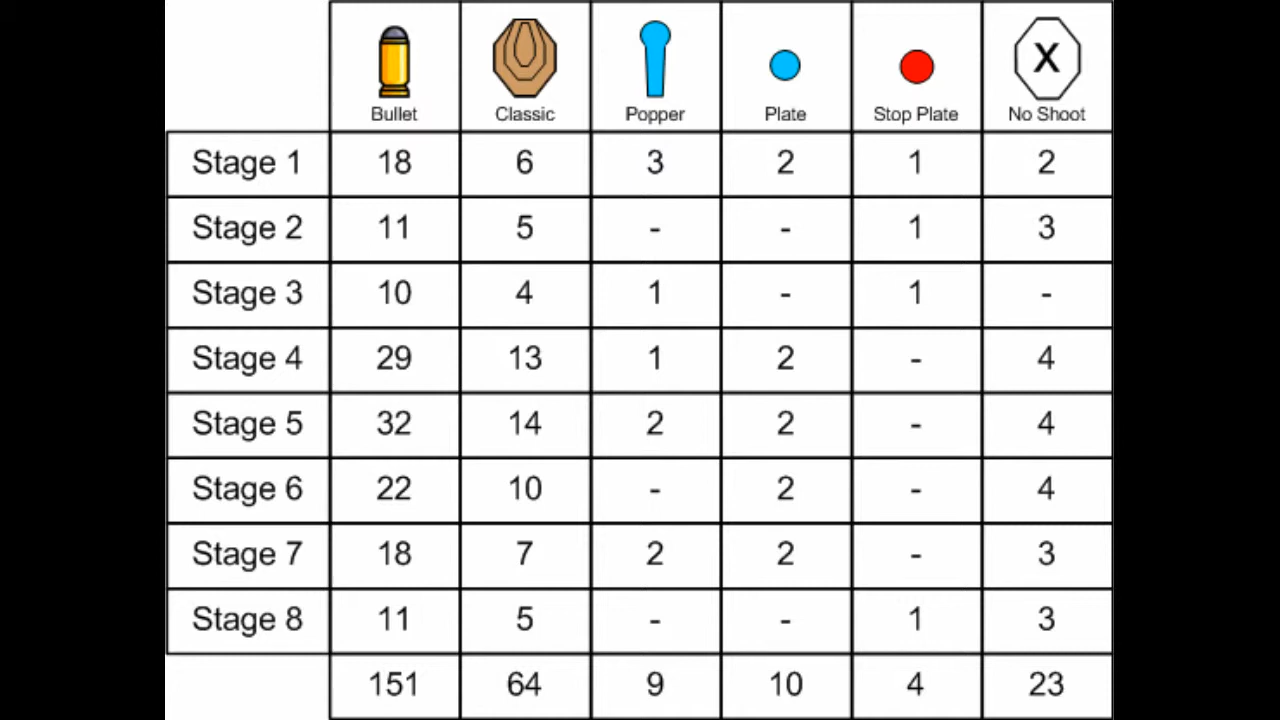 X
Bullet Classic Popper Plate Stop Plate No Shoot
Stage 1 18 6 3 2 1 2
Stage 2 11 5 - - 1 3
Stage 3 10 4 1 - 1 -
Stage 4 29 13 1 2 - 4
Stage 5 32 14 2 2 - 4
Stage 6 22 10 - 2 - 4
Stage 7 18 7 2 2 - 3
Stage 8 11 5 - - 1 3
151 64 9 10 4 23